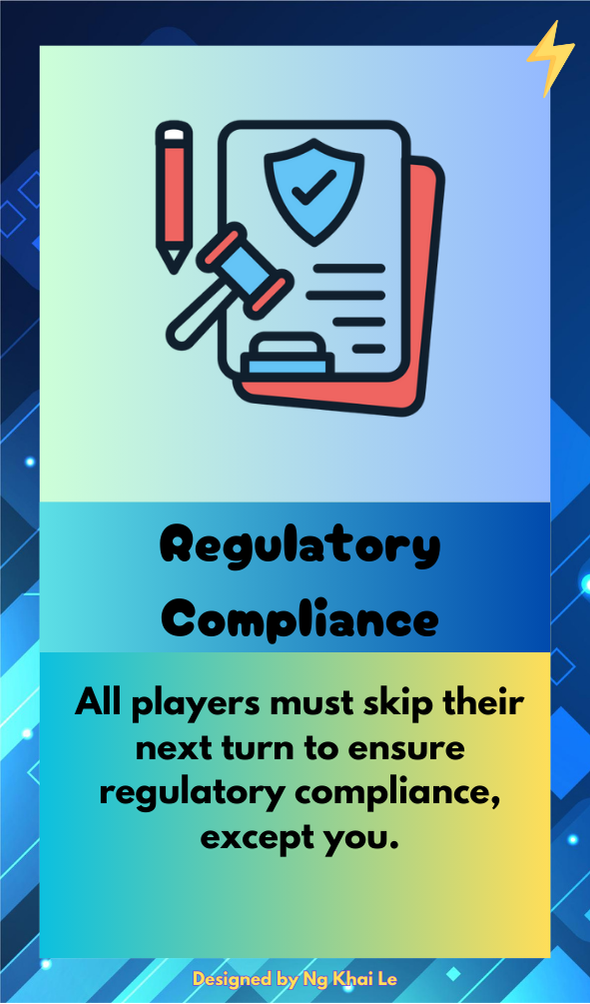 Regulatory
Compliance
All players must skip their
next turn to ensure
regulatory compliance,
except you.
Designed by Ng Khai Le